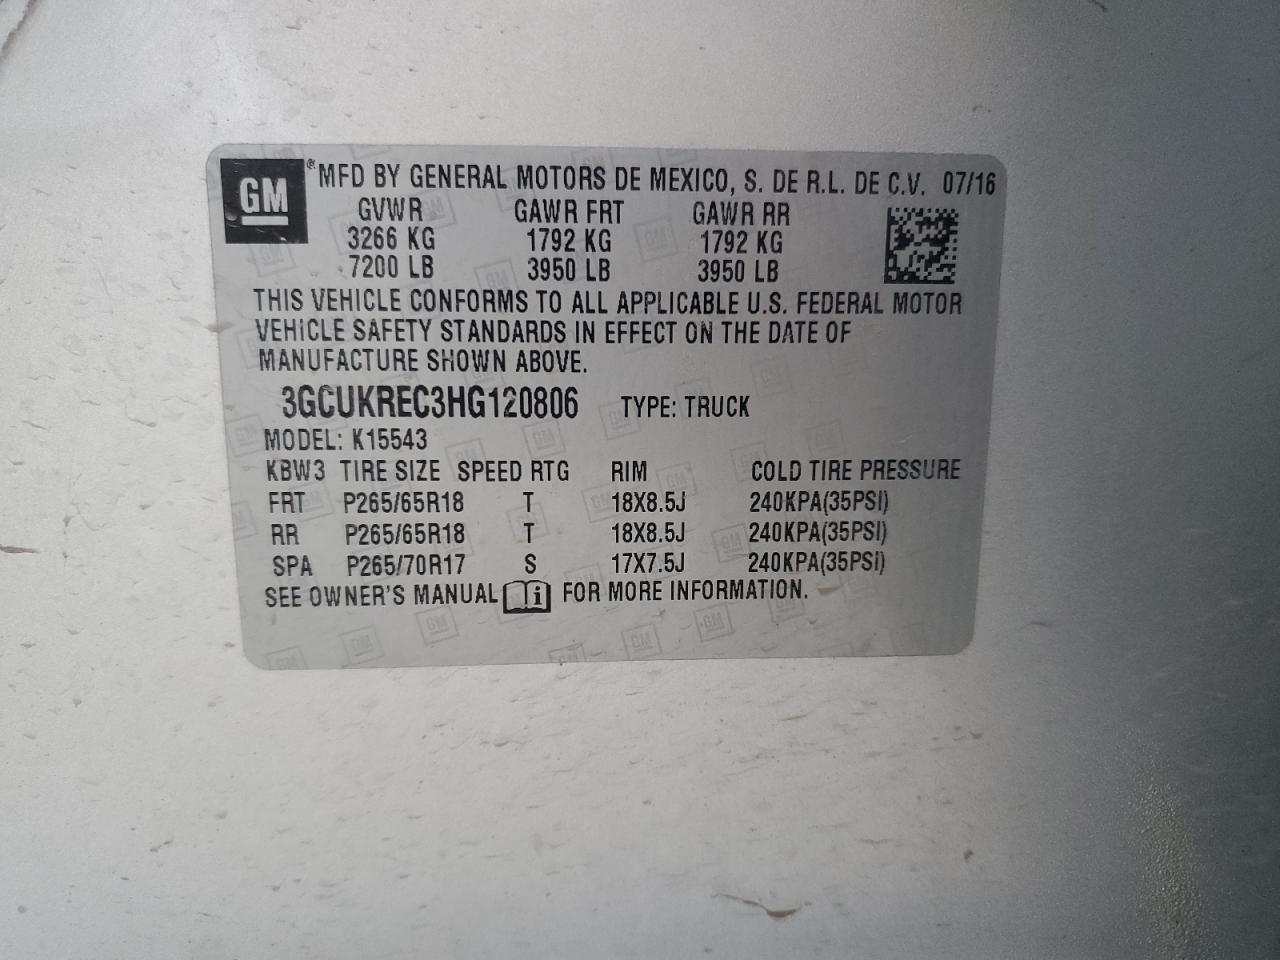 GM ® MFD BY GENERAL MOTORS DE MEXICO, S. DE R.L. DE C.V. 07/16
GVWR GAWR FRT GAWR RR
3266 KG 1792 KG 1792 KG
7200 LB 3950 LB 3950 LB
THIS VEHICLE CONFORMS TO ALL APPLICABLE U.S. FEDERAL MOTOR
VEHICLE SAFETY STANDARDS IN EFFECT ON THE DATE OF
MANUFACTURE SHOWN ABOVE.
3GCUKREC3HG120806 TYPE: TRUCK
MODEL: K15543
KBW3 TIRE SIZE SPEED RTG RIM COLD TIRE PRESSURE
FRT P265/65R18 T 18X8.5J 240KPA(35PSI)
RR P265/65R18 T 18X8.5J 240KPA(35PSI)
SPA P265/70R17 S 17X7.5J 240KPA(35PSI)
SEE OWNER'S MANUAL i FOR MORE INFORMATION.